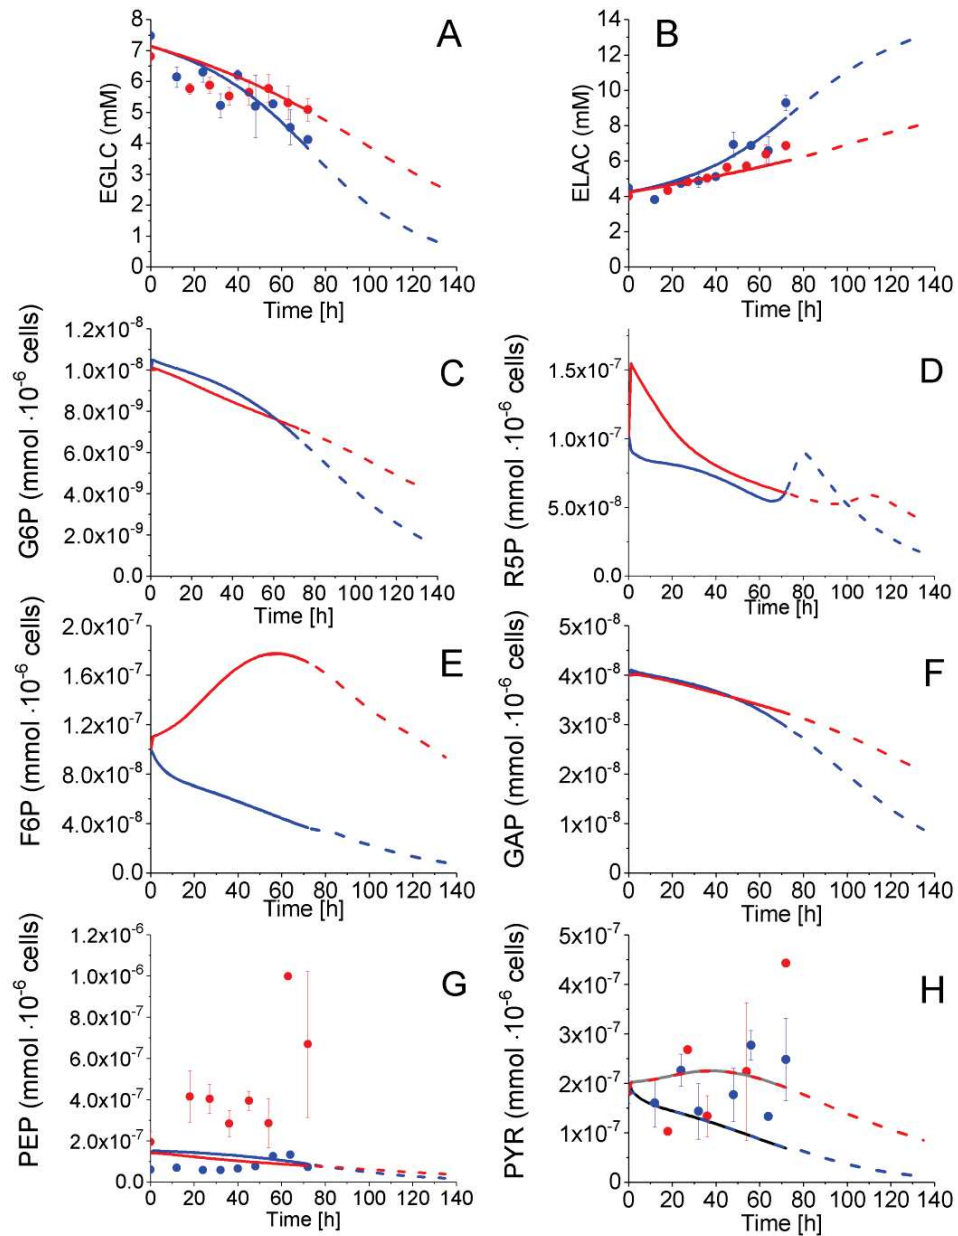 A
EGLC (mM)
8
7
6
5
4
3
2
1
0
0 20 40 60 80 100 120 140
Time [h]
B
ELAC (mM)
14
12
10
8
6
4
2
0
0 20 40 60 80 100 120 140
Time [h]
C
G6P (mmol ·10^-6 cells)
1.2x10^-8
1.0x10^-8
8.0x10^-9
6.0x10^-9
4.0x10^-9
2.0x10^-9
0.0
0 20 40 60 80 100 120 140
Time [h]
D
R5P (mmol ·10^-6 cells)
1.5x10^-7
1.0x10^-7
5.0x10^-8
0.0
0 20 40 60 80 100 120 140
Time [h]
E
F6P (mmol ·10^-6 cells)
2.0x10^-7
1.6x10^-7
1.2x10^-7
8.0x10^-8
4.0x10^-8
0.0
0 20 40 60 80 100 120 140
Time [h]
F
GAP (mmol ·10^-6 cells)
5x10^-8
4x10^-8
3x10^-8
2x10^-8
1x10^-8
0
0 20 40 60 80 100 120 140
Time [h]
G
PEP (mmol ·10^-6 cells)
1.2x10^-6
1.0x10^-6
8.0x10^-7
6.0x10^-7
4.0x10^-7
2.0x10^-7
0.0
0 20 40 60 80 100 120 140
Time [h]
H
PYR (mmol ·10^-6 cells)
5x10^-7
4x10^-7
3x10^-7
2x10^-7
1x10^-7
0
0 20 40 60 80 100 120 140
Time [h]